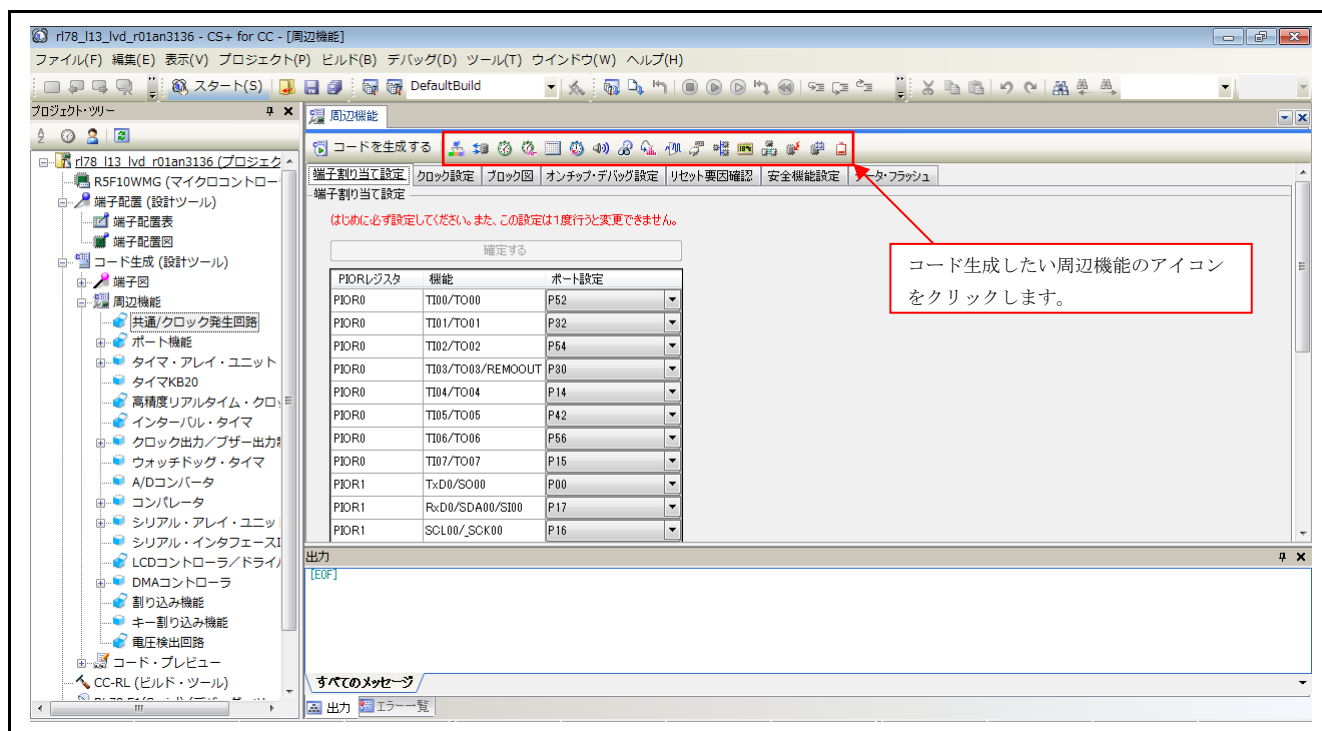 rl78_l13_lvd_r01an3136 - CS+ for CC - [周辺機能]
ファイル(F) 編集(E) 表示(V) プロジェクト(P) ビルド(B) デバッグ(D) ツール(T) ウインドウ(W) ヘルプ(H)
スタート(S) DefaultBuild
プロジェクト・ツリー
周辺機能
コードを生成する
rl78_l13_lvd_r01an3136 (プロジェク
R5F10WMG (マイクロコントロー
端子配置 (設計ツール)
端子配置表
端子配置図
コード生成 (設計ツール)
端子図
周辺機能
共通/クロック発生回路
ポート機能
タイマ・アレイ・ユニット
タイマKB20
高精度リアルタイム・クロッ
インターバル・タイマ
クロック出力／ブザー出力
ウォッチドッグ・タイマ
A/Dコンバータ
コンパレータ
シリアル・アレイ・ユニッ
シリアル・インタフェースI
LCDコントローラ／ドライ
DMAコントローラ
割り込み機能
キー割り込み機能
電圧検出回路
コード・プレビュー
CC-RL (ビルド・ツール)
端子割り当て設定 クロック設定 ブロック図 オンチップ・デバッグ設定 リセット要因確認 安全機能設定 データ・フラッシュ
端子割り当て設定
はじめに必ず設定してください。また、この設定は1度行うと変更できません。
確定する
PIORレジスタ 機能 ポート設定
PIOR0 TI00/TO00 P52
PIOR0 TI01/TO01 P32
PIOR0 TI02/TO02 P54
PIOR0 TI03/TO03/REMOOUT P30
PIOR0 TI04/TO04 P14
PIOR0 TI05/TO05 P42
PIOR0 TI06/TO06 P56
PIOR0 TI07/TO07 P15
PIOR1 TxD0/SO00 P00
PIOR1 RxD0/SDA00/SI00 P17
PIOR1 SCL00/_SCK00 P16
コード生成したい周辺機能のアイコン
をクリックします。
出力
[EOF]
すべてのメッセージ
出力 エラー一覧